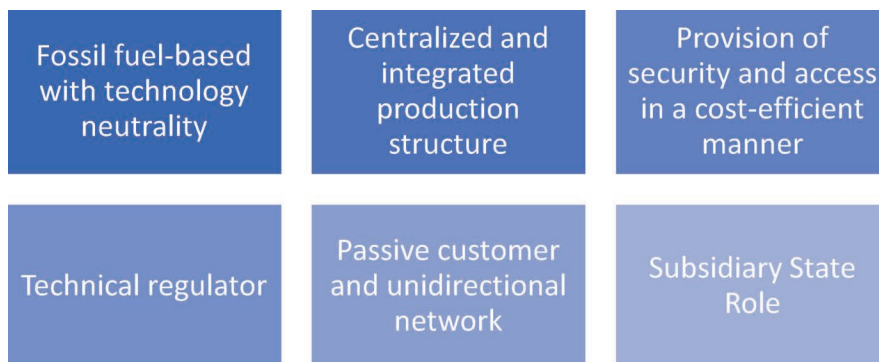 Fossil fuel-based
with technology
neutrality
Centralized and
integrated
production
structure
Provision of
security and access
in a cost-efficient
manner
Technical regulator
Passive customer
and unidirectional
network
Subsidiary State
Role